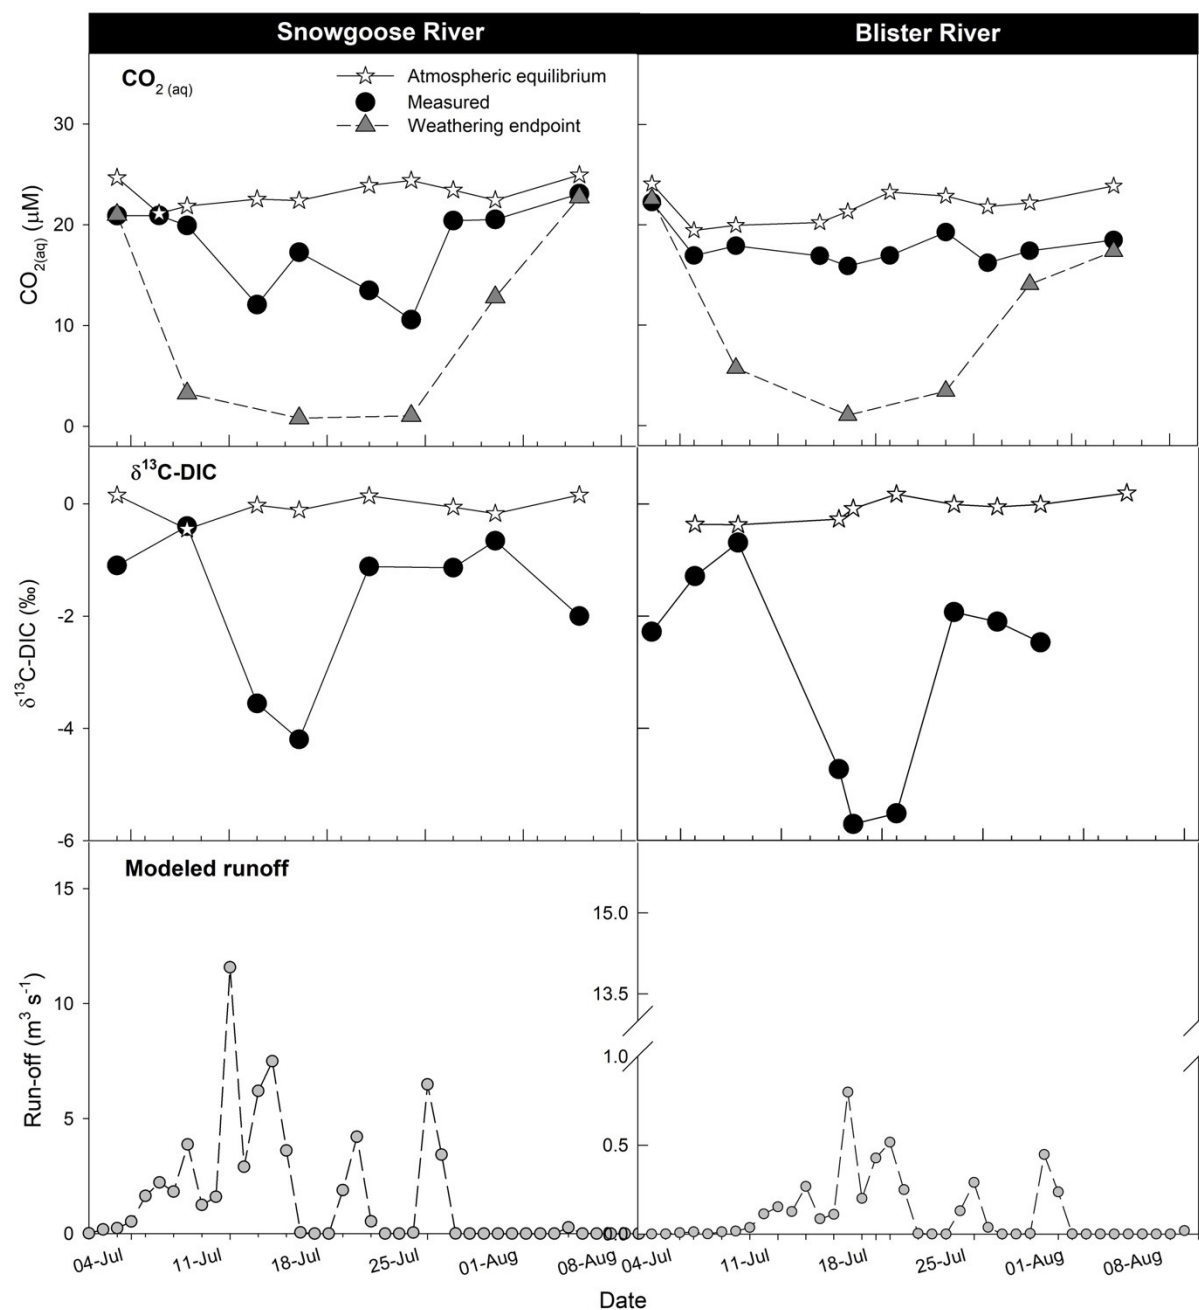 Snowgoose River
Blister River
CO2 (aq)
Atmospheric equilibrium
Measured
Weathering endpoint
CO2(aq) (μM)
30
20
10
0
δ13C-DIC
δ13C-DIC (‰)
0
-2
-4
-6
Modeled runoff
Run-off (m3 s-1)
15
10
5
0
15.0
13.5
1.0
0.5
0.0
04-Jul
11-Jul
18-Jul
25-Jul
01-Aug
08-Aug
04-Jul
11-Jul
18-Jul
25-Jul
01-Aug
08-Aug
Date